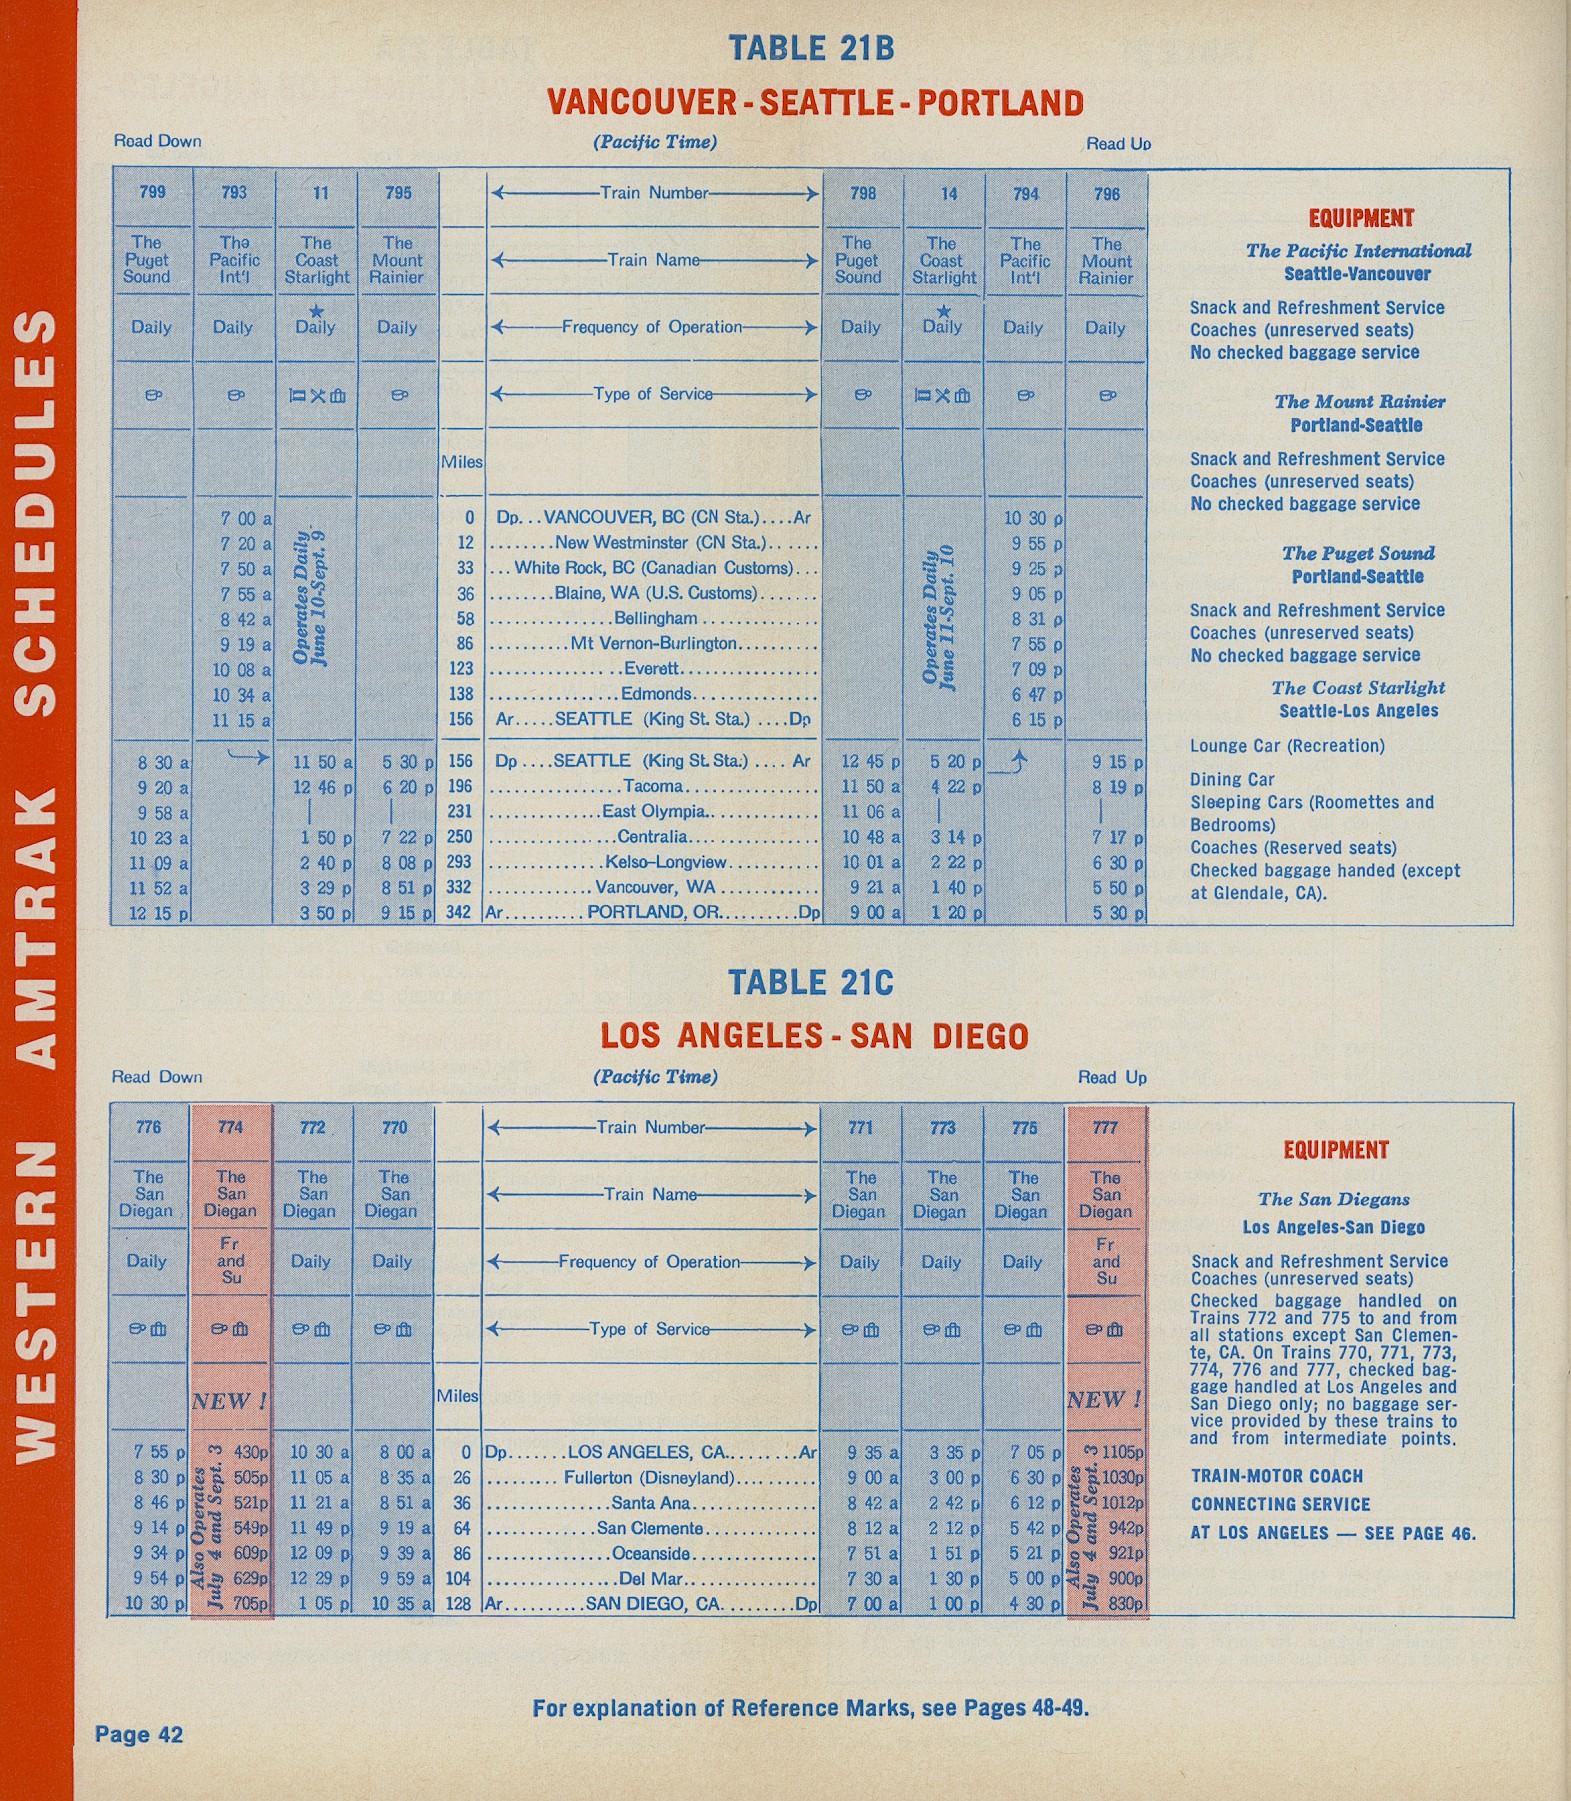 WESTERN AMTRAK SCHEDULES
TABLE 21B
VANCOUVER - SEATTLE - PORTLAND
Read Down (Pacific Time) Read Up
799 793 11 795 Train Number 798 14 794 796
The Puget Sound The Pacific Int'l The Coast Starlight The Mount Rainier Train Name The Puget Sound The Coast Starlight The Pacific Int'l The Mount Rainier
Daily Daily ★ Daily Daily Frequency of Operation Daily ★ Daily Daily Daily
Type of Service
Miles
Operates Daily June 10-Sept. 9
Operates Daily June 11-Sept. 10
7 00 a 0 Dp...VANCOUVER, BC (CN Sta.)....Ar 10 30 p
7 20 a 12 ........New Westminster (CN Sta.)....... 9 55 p
7 50 a 33 ...White Rock, BC (Canadian Customs)... 9 25 p
7 55 a 36 ........Blaine, WA (U.S. Customs)....... 9 05 p
8 42 a 58 ...............Bellingham............... 8 31 p
9 19 a 86 ..........Mt Vernon-Burlington.......... 7 55 p
10 08 a 123 ................Everett................ 7 09 p
10 34 a 138 ................Edmonds................ 6 47 p
11 15 a 156 Ar.....SEATTLE (King St. Sta.)....Dp 6 15 p
8 30 a 11 50 a 5 30 p 156 Dp....SEATTLE (King St. Sta.)....Ar 12 45 p 5 20 p 9 15 p
9 20 a 12 46 p 6 20 p 196 ................Tacoma................ 11 50 a 4 22 p 8 19 p
9 58 a | | 231 ..............East Olympia.............. 11 06 a | |
10 23 a 1 50 p 7 22 p 250 ...............Centralia............... 10 48 a 3 14 p 7 17 p
11 09 a 2 40 p 8 08 p 293 .............Kelso–Longview............ 10 01 a 2 22 p 6 30 p
11 52 a 3 29 p 8 51 p 332 .............Vancouver, WA............. 9 21 a 1 40 p 5 50 p
12 15 p 3 50 p 9 15 p 342 Ar..........PORTLAND, OR..........Dp 9 00 a 1 20 p 5 30 p
EQUIPMENT
The Pacific International
Seattle-Vancouver
Snack and Refreshment Service
Coaches (unreserved seats)
No checked baggage service
The Mount Rainier
Portland-Seattle
Snack and Refreshment Service
Coaches (unreserved seats)
No checked baggage service
The Puget Sound
Portland-Seattle
Snack and Refreshment Service
Coaches (unreserved seats)
No checked baggage service
The Coast Starlight
Seattle-Los Angeles
Lounge Car (Recreation)
Dining Car
Sleeping Cars (Roomettes and
Bedrooms)
Coaches (Reserved seats)
Checked baggage handed (except
at Glendale, CA).
TABLE 21C
LOS ANGELES - SAN DIEGO
Read Down (Pacific Time) Read Up
776 774 772 770 Train Number 771 773 775 777
The San Diegan The San Diegan The San Diegan The San Diegan Train Name The San Diegan The San Diegan The San Diegan The San Diegan
Daily Fr and Su Daily Daily Frequency of Operation Daily Daily Daily Fr and Su
Type of Service
NEW ! Miles NEW !
Also Operates July 4 and Sept. 3
Also Operates July 4 and Sept. 3
7 55 p 430p 10 30 a 8 00 a 0 Dp.......LOS ANGELES, CA........Ar 9 35 a 3 35 p 7 05 p 1105p
8 30 p 505p 11 05 a 8 35 a 26 .........Fullerton (Disneyland).......... 9 00 a 3 00 p 6 30 p 1030p
8 46 p 521p 11 21 a 8 51 a 36 ..............Santa Ana.............. 8 42 a 2 42 p 6 12 p 1012p
9 14 p 549p 11 49 p 9 19 a 64 ............San Clemente............. 8 12 a 2 12 p 5 42 p 942p
9 34 p 609p 12 09 p 9 39 a 86 ..............Oceanside.............. 7 51 a 1 51 p 5 21 p 921p
9 54 p 629p 12 29 p 9 59 a 104 ...............Del Mar............... 7 30 a 1 30 p 5 00 p 900p
10 30 p 705p 1 05 p 10 35 a 128 Ar..........SAN DIEGO, CA.........Dp 7 00 a 1 00 p 4 30 p 830p
EQUIPMENT
The San Diegans
Los Angeles-San Diego
Snack and Refreshment Service
Coaches (unreserved seats)
Checked baggage handled on
Trains 772 and 775 to and from
all stations except San Clemen-
te, CA. On Trains 770, 771, 773,
774, 776 and 777, checked bag-
gage handled at Los Angeles and
San Diego only; no baggage ser-
vice provided by these trains to
and from intermediate points.
TRAIN-MOTOR COACH
CONNECTING SERVICE
AT LOS ANGELES — SEE PAGE 46.
For explanation of Reference Marks, see Pages 48-49.
Page 42